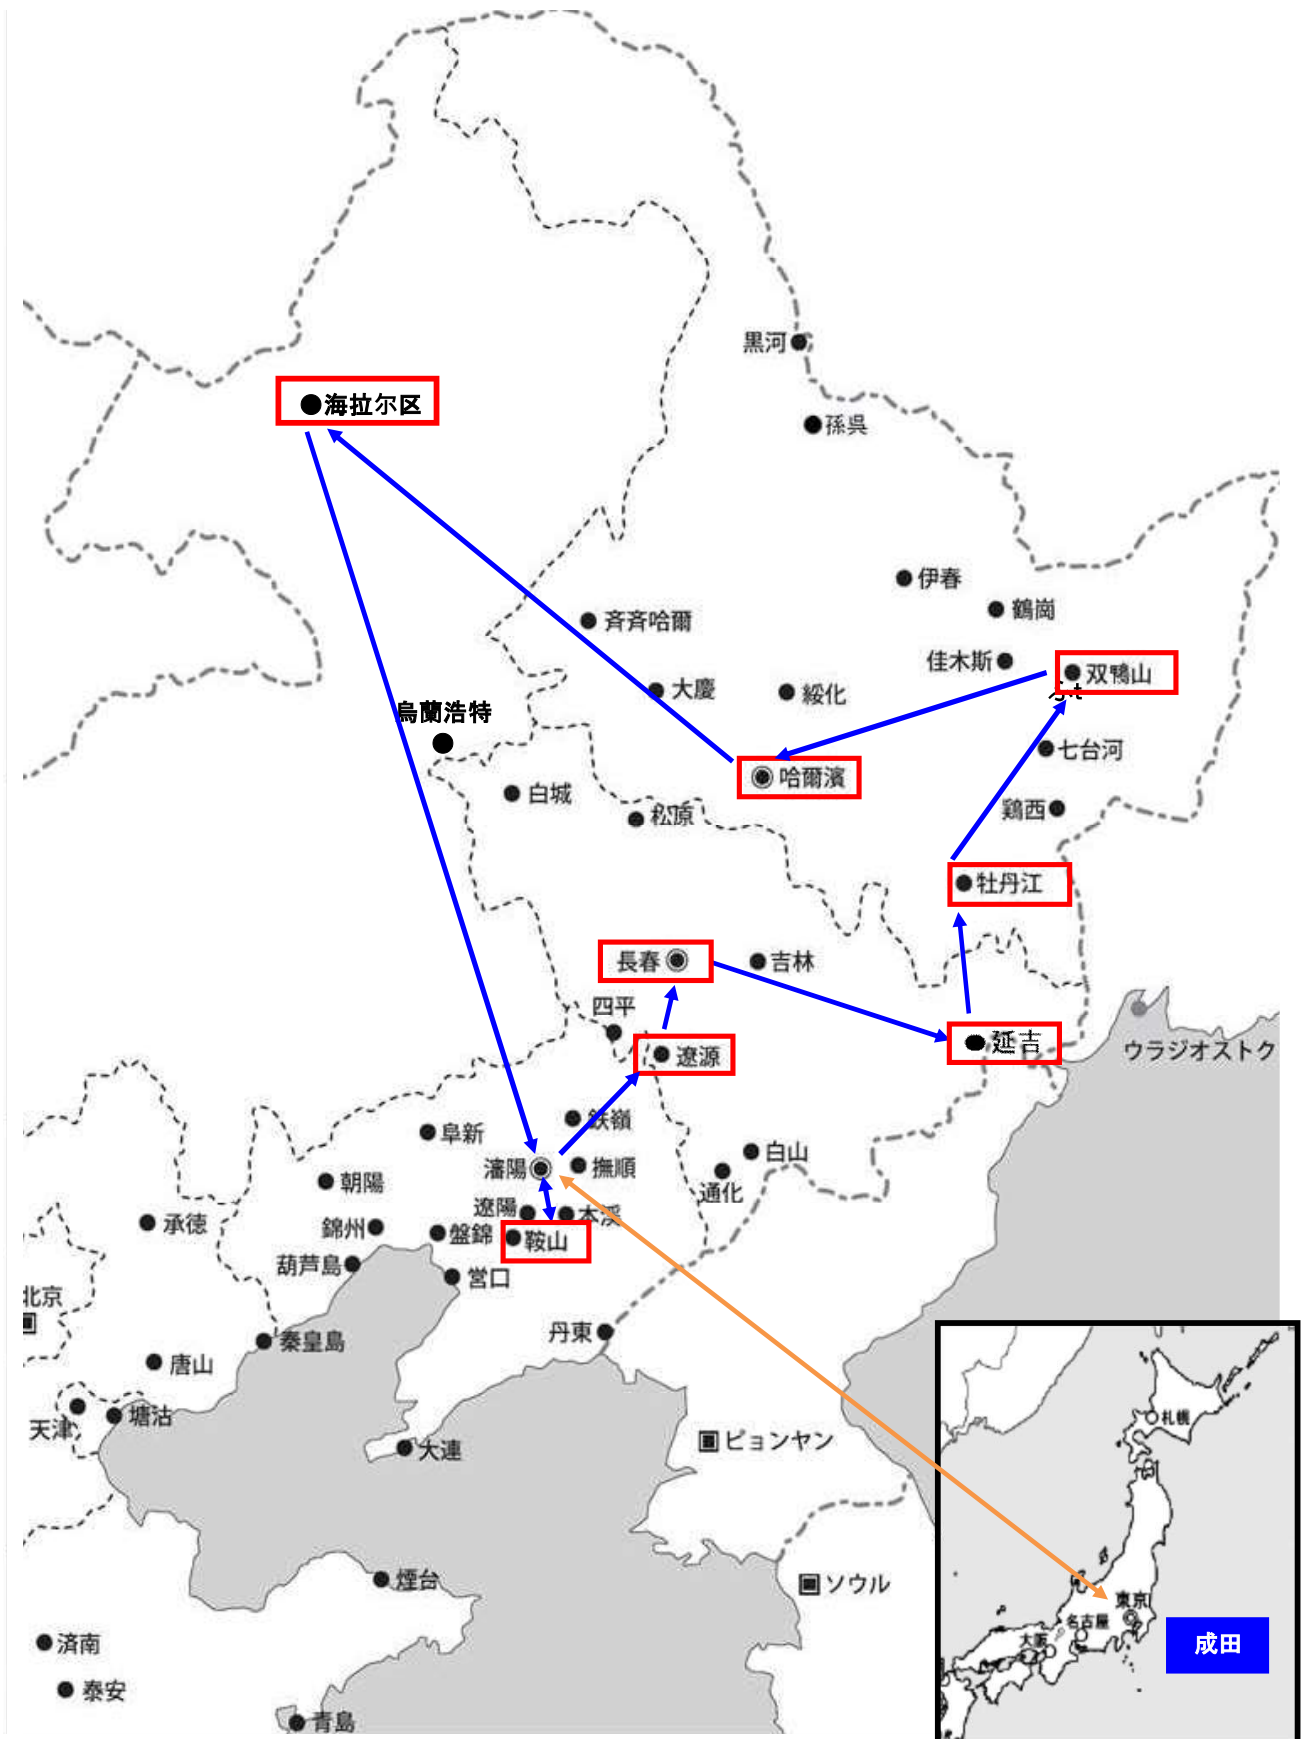 黒河
海拉尔区
孫呉
伊春
鶴崗
斉斉哈爾
佳木斯
双鴨山
大慶
綏化
烏蘭浩特
七台河
哈爾濱
白城
鶏西
松原
牡丹江
長春
吉林
四平
延吉
遼源
ウラジオストク
鉄嶺
阜新
白山
瀋陽
撫順
朝陽
通化
遼陽
本渓
承徳
錦州
盤錦
鞍山
葫芦島
営口
北京
丹東
秦皇島
唐山
塘沽
天津
札幌
ピョンヤン
大連
煙台
ソウル
東京
名古屋
大阪
成田
済南
泰安
青島